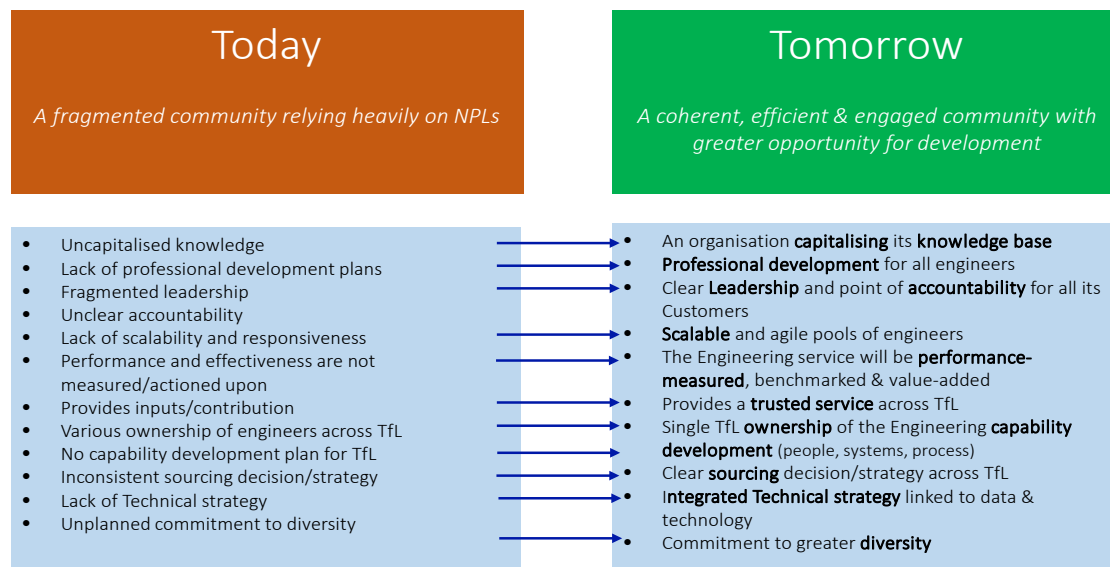 Today
A fragmented community relying heavily on NPLs
• Uncapitalised knowledge
• Lack of professional development plans
• Fragmented leadership
• Unclear accountability
• Lack of scalability and responsiveness
• Performance and effectiveness are not
measured/actioned upon
• Provides inputs/contribution
• Various ownership of engineers across TfL
• No capability development plan for TfL
• Inconsistent sourcing decision/strategy
• Lack of Technical strategy
• Unplanned commitment to diversity
Tomorrow
A coherent, efficient & engaged community with
greater opportunity for development
• An organisation capitalising its knowledge base
• Professional development for all engineers
• Clear Leadership and point of accountability for all its
Customers
• Scalable and agile pools of engineers
• The Engineering service will be performance-
measured, benchmarked & value-added
• Provides a trusted service across TfL
• Single TfL ownership of the Engineering capability
development (people, systems, process)
• Clear sourcing decision/strategy across TfL
• Integrated Technical strategy linked to data &
technology
• Commitment to greater diversity